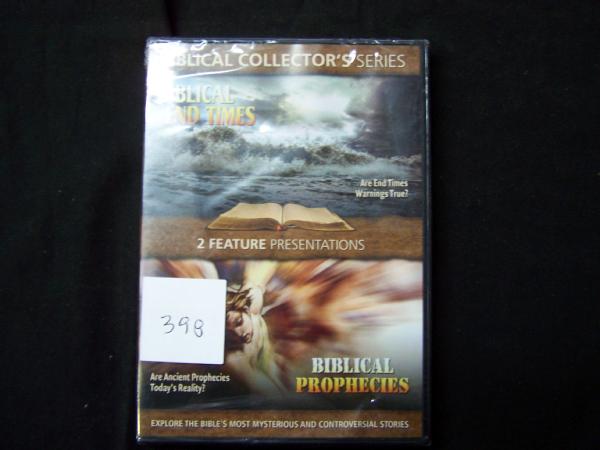 BIBLICAL COLLECTOR'S SERIES
BIBLICAL
END TIMES
Are End Times
Warnings True?
2 FEATURE PRESENTATIONS
398
BIBLICAL
PROPHECIES
Are Ancient Prophecies
Today's Reality?
EXPLORE THE BIBLE'S MOST MYSTERIOUS AND CONTROVERSIAL STORIES